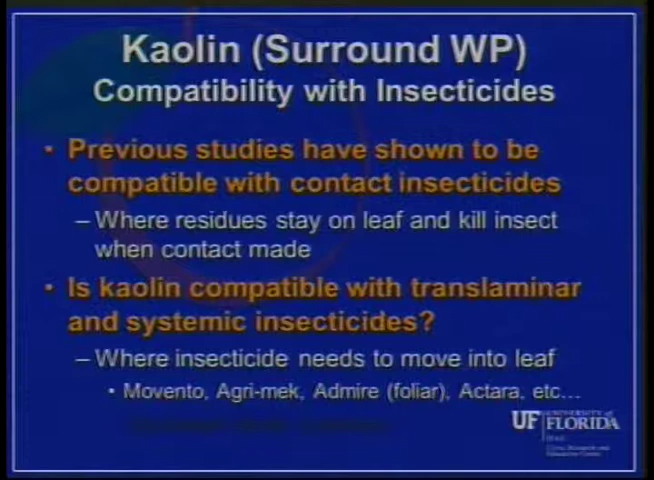 Kaolin (Surround WP)
Compatibility with Insecticides
• Previous studies have shown to be
compatible with contact insecticides
– Where residues stay on leaf and kill insect
when contact made
• Is kaolin compatible with translaminar
and systemic insecticides?
– Where insecticide needs to move into leaf
• Movento, Agri-mek, Admire (foliar), Actara, etc...
UF UNIVERSITY of
FLORIDA